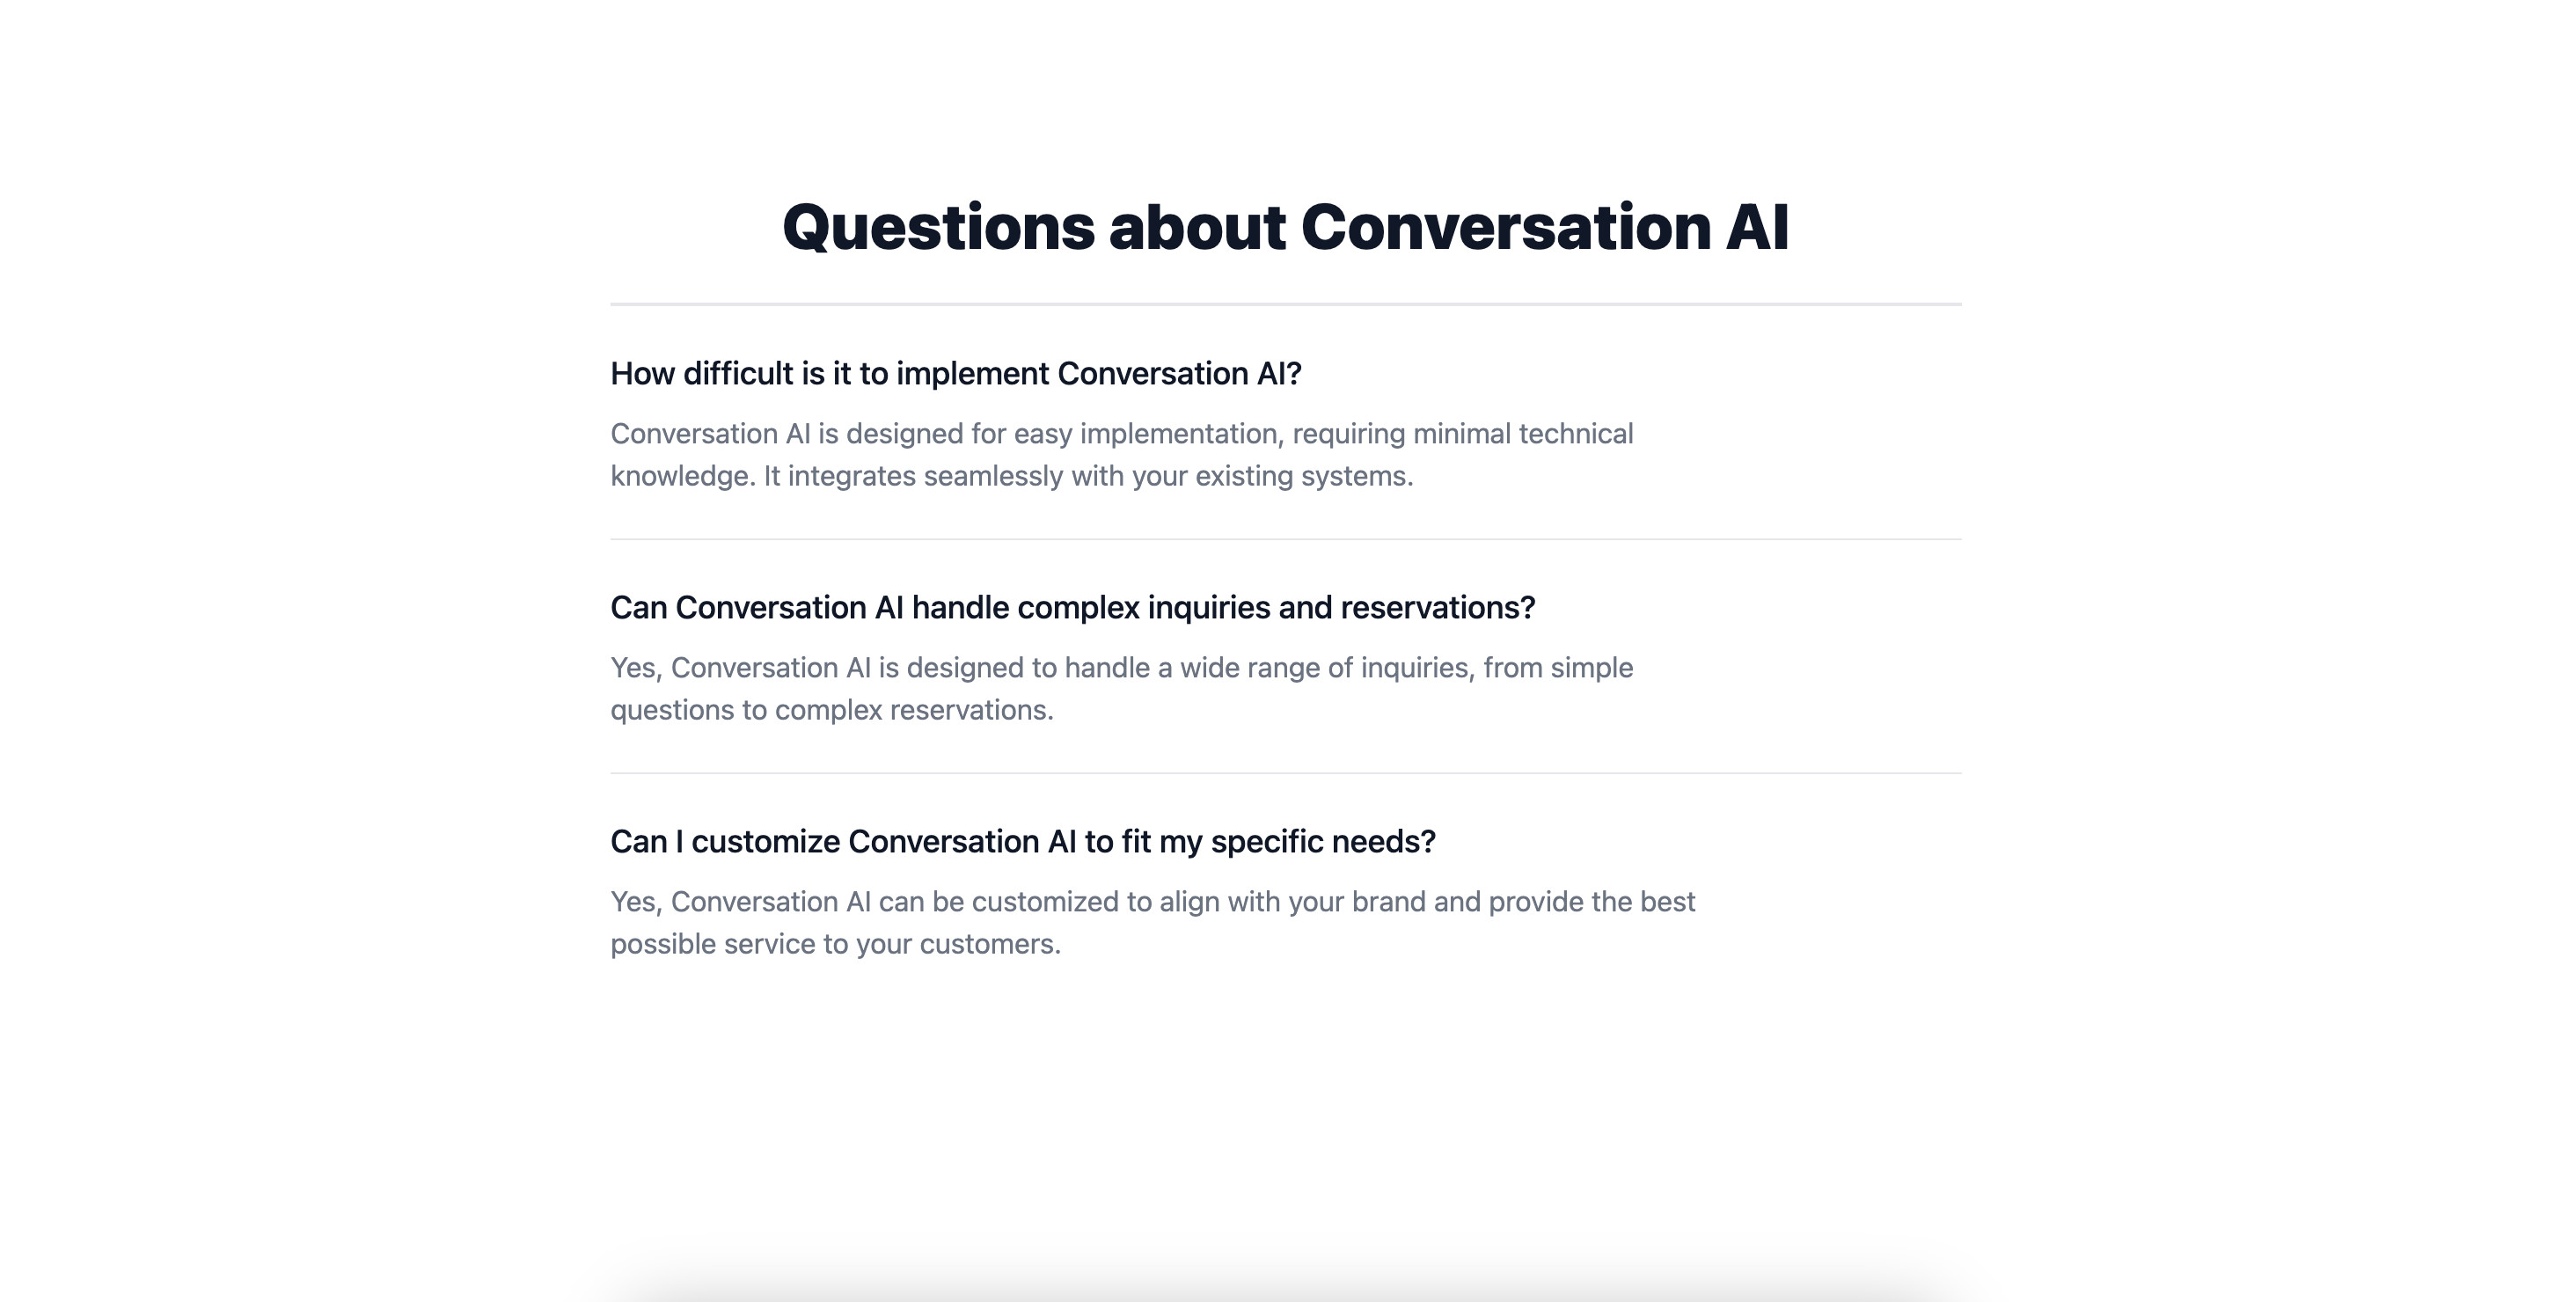 Questions about Conversation AI
How difficult is it to implement Conversation AI?
Conversation AI is designed for easy implementation, requiring minimal technical
knowledge. It integrates seamlessly with your existing systems.
Can Conversation AI handle complex inquiries and reservations?
Yes, Conversation AI is designed to handle a wide range of inquiries, from simple
questions to complex reservations.
Can I customize Conversation AI to fit my specific needs?
Yes, Conversation AI can be customized to align with your brand and provide the best
possible service to your customers.